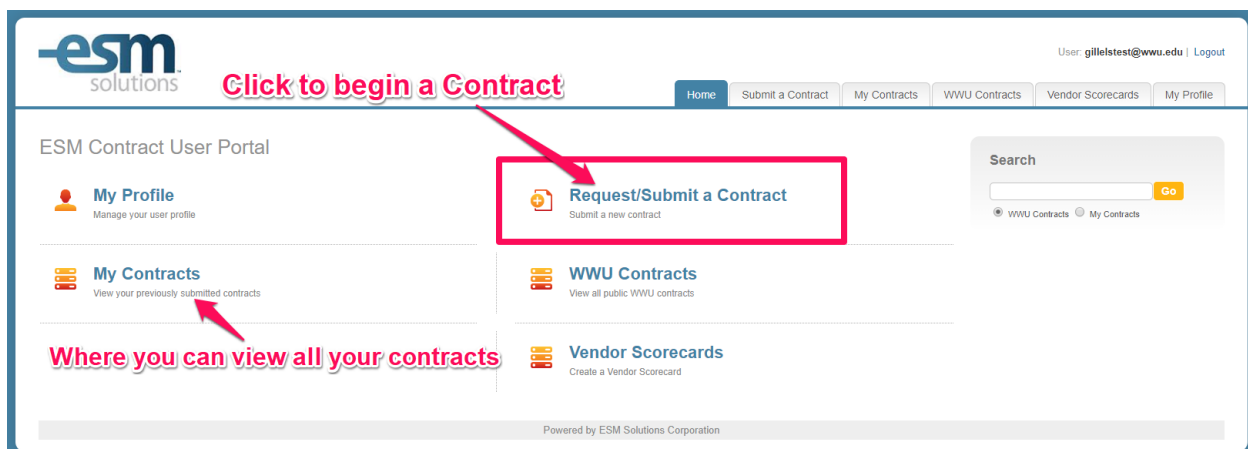 esm
solutions
User: gillelstest@wwu.edu | Logout
Click to begin a Contract
Home Submit a Contract My Contracts WWU Contracts Vendor Scorecards My Profile
ESM Contract User Portal
My Profile
Manage your user profile
Request/Submit a Contract
Submit a new contract
Search
Go
WWU Contracts My Contracts
My Contracts
View your previously submitted contracts
WWU Contracts
View all public WWU contracts
Where you can view all your contracts
Vendor Scorecards
Create a Vendor Scorecard
Powered by ESM Solutions Corporation